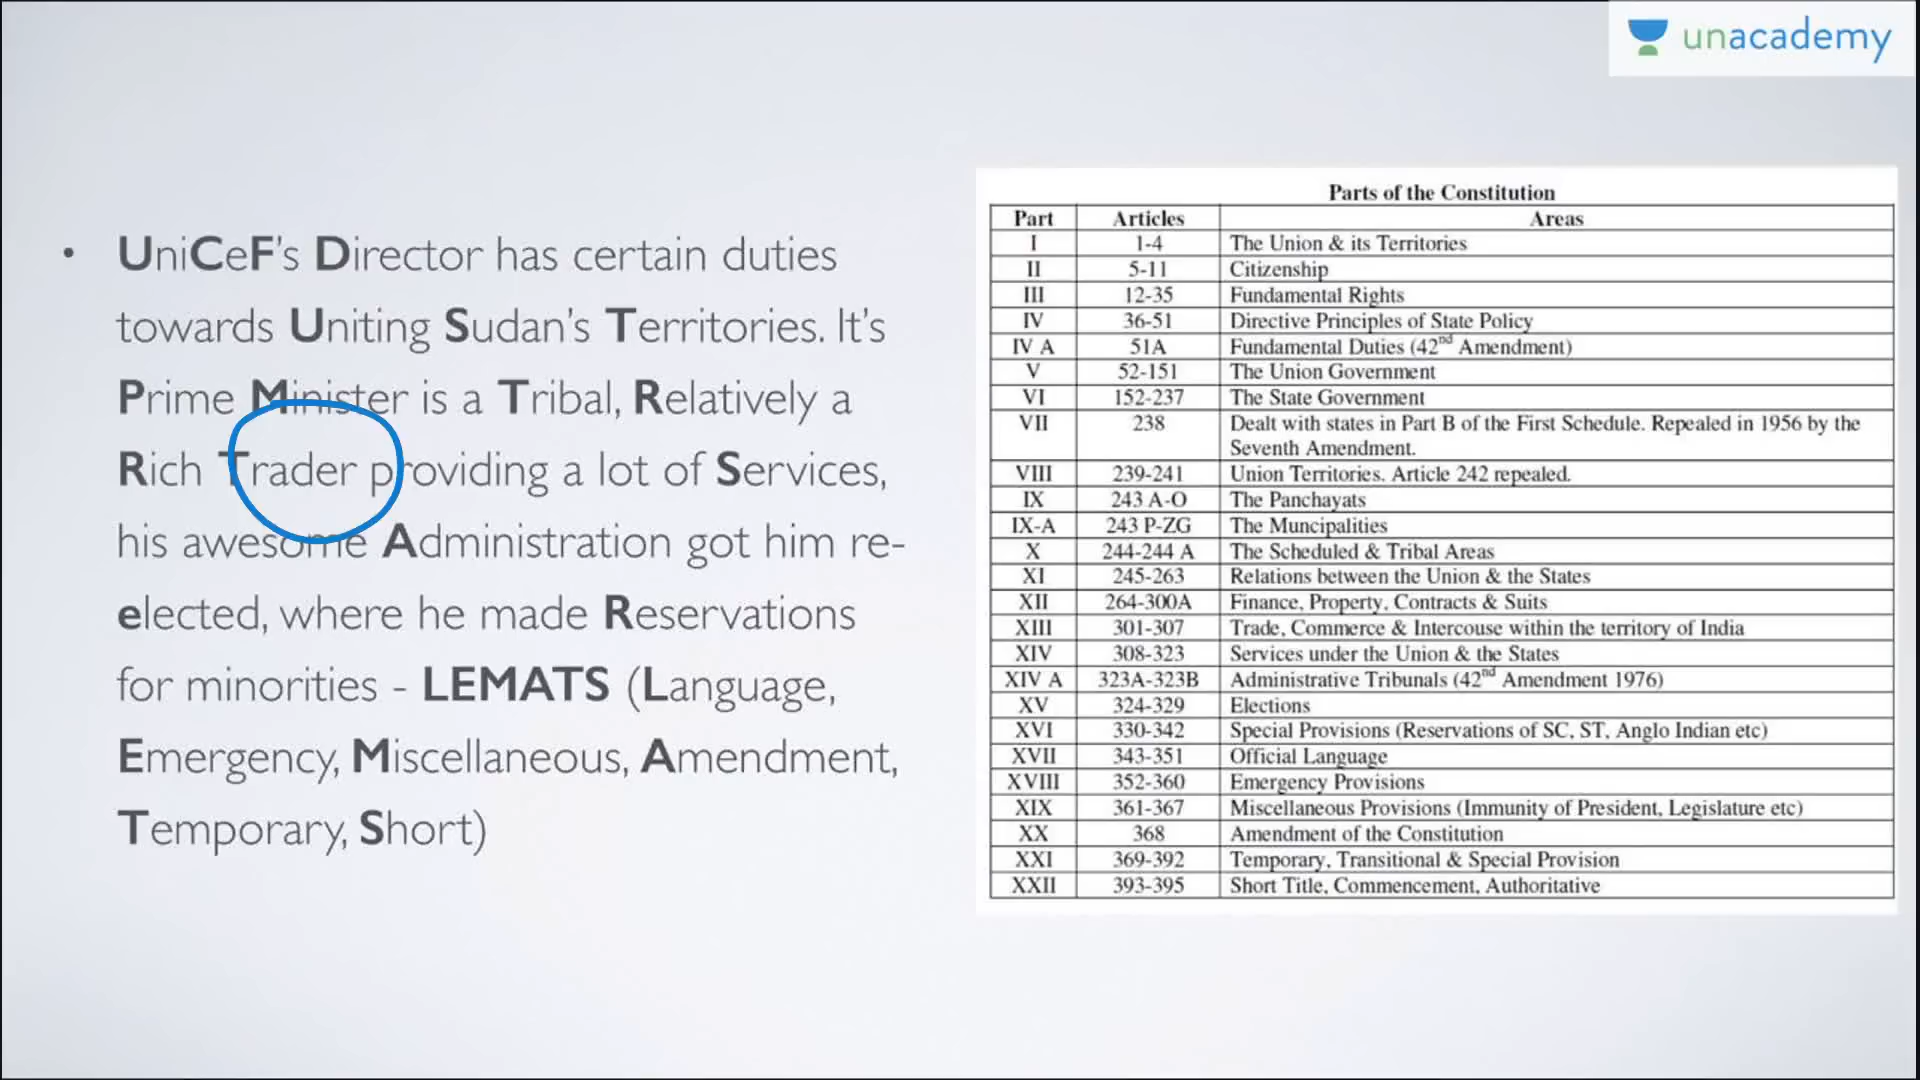 unacademy
• UniCeF's Director has certain duties
towards Uniting Sudan's Territories. It's
Prime Minister is a Tribal, Relatively a
Rich Trader providing a lot of Services,
his awesome Administration got him re-
elected, where he made Reservations
for minorities - LEMATS (Language,
Emergency, Miscellaneous, Amendment,
Temporary, Short)
Parts of the Constitution
Part Articles Areas
I 1-4 The Union & its Territories
II 5-11 Citizenship
III 12-35 Fundamental Rights
IV 36-51 Directive Principles of State Policy
IV A 51A Fundamental Duties (42nd Amendment)
V 52-151 The Union Government
VI 152-237 The State Government
VII 238 Dealt with states in Part B of the First Schedule. Repealed in 1956 by the
Seventh Amendment.
VIII 239-241 Union Territories. Article 242 repealed.
IX 243 A-O The Panchayats
IX-A 243 P-ZG The Muncipalities
X 244-244 A The Scheduled & Tribal Areas
XI 245-263 Relations between the Union & the States
XII 264-300A Finance, Property, Contracts & Suits
XIII 301-307 Trade, Commerce & Intercouse within the territory of India
XIV 308-323 Services under the Union & the States
XIV A 323A-323B Administrative Tribunals (42nd Amendment 1976)
XV 324-329 Elections
XVI 330-342 Special Provisions (Reservations of SC, ST, Anglo Indian etc)
XVII 343-351 Official Language
XVIII 352-360 Emergency Provisions
XIX 361-367 Miscellaneous Provisions (Immunity of President, Legislature etc)
XX 368 Amendment of the Constitution
XXI 369-392 Temporary, Transitional & Special Provision
XXII 393-395 Short Title, Commencement, Authoritative